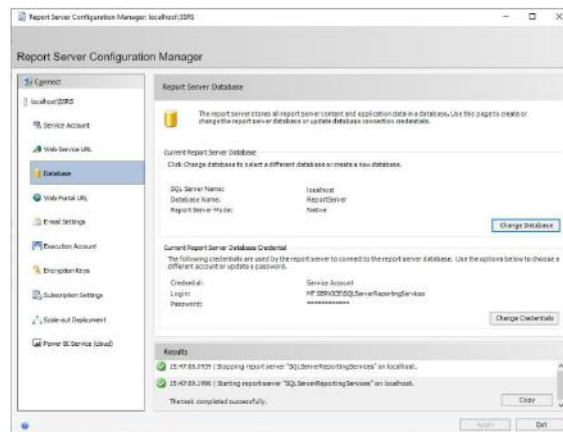 Report Server Configuration Manager: localhost\SSRS
Report Server Configuration Manager
Connect
localhost\SSRS
Service Account
Web Service URL
Database
Web Portal URL
E-mail Settings
Execution Account
Encryption Keys
Subscription Settings
Scale-out Deployment
Power BI Service (cloud)
Report Server Database
The report server stores all report server content and application data in a database. Use this page to create or
change the report server database or update database connection credentials.
Current Report Server Database
Click Change database to select a different database or create a new database.
SQL Server Name: localhost
Database Name: ReportServer
Report Server Mode: Native
Change Database
Current Report Server Database Credential
The following credentials are used by the report server to connect to the report server database. Use the options below to choose a
different account or update a password.
Credential: Service Account
Login: NT SERVICE\SQLServerReportingServices
Password: ************
Change Credentials
Results
Stopping report server "SQLServerReportingServices" on localhost.
Starting report server "SQLServerReportingServices" on localhost.
The task completed successfully.
Copy
Apply
Exit